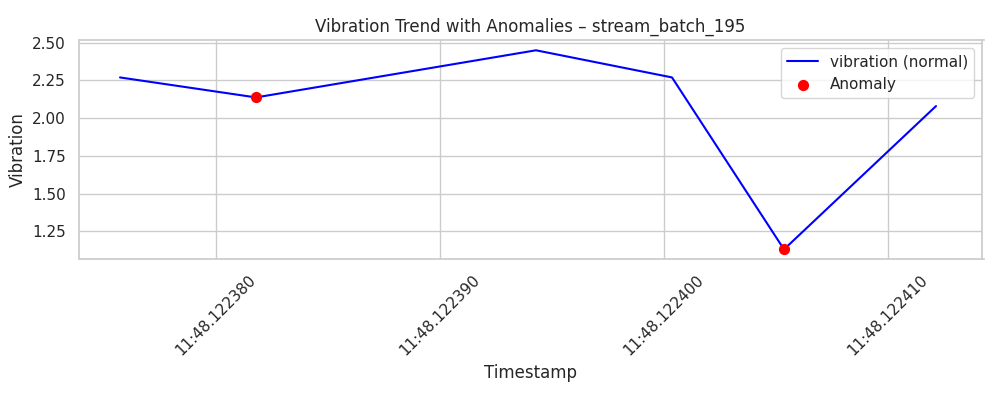 Vibration Trend with Anomalies – stream_batch_195
vibration (normal)
Anomaly
Vibration
2.50
2.25
2.00
1.75
1.50
1.25
11:48.122380
11:48.122390
11:48.122400
11:48.122410
Timestamp